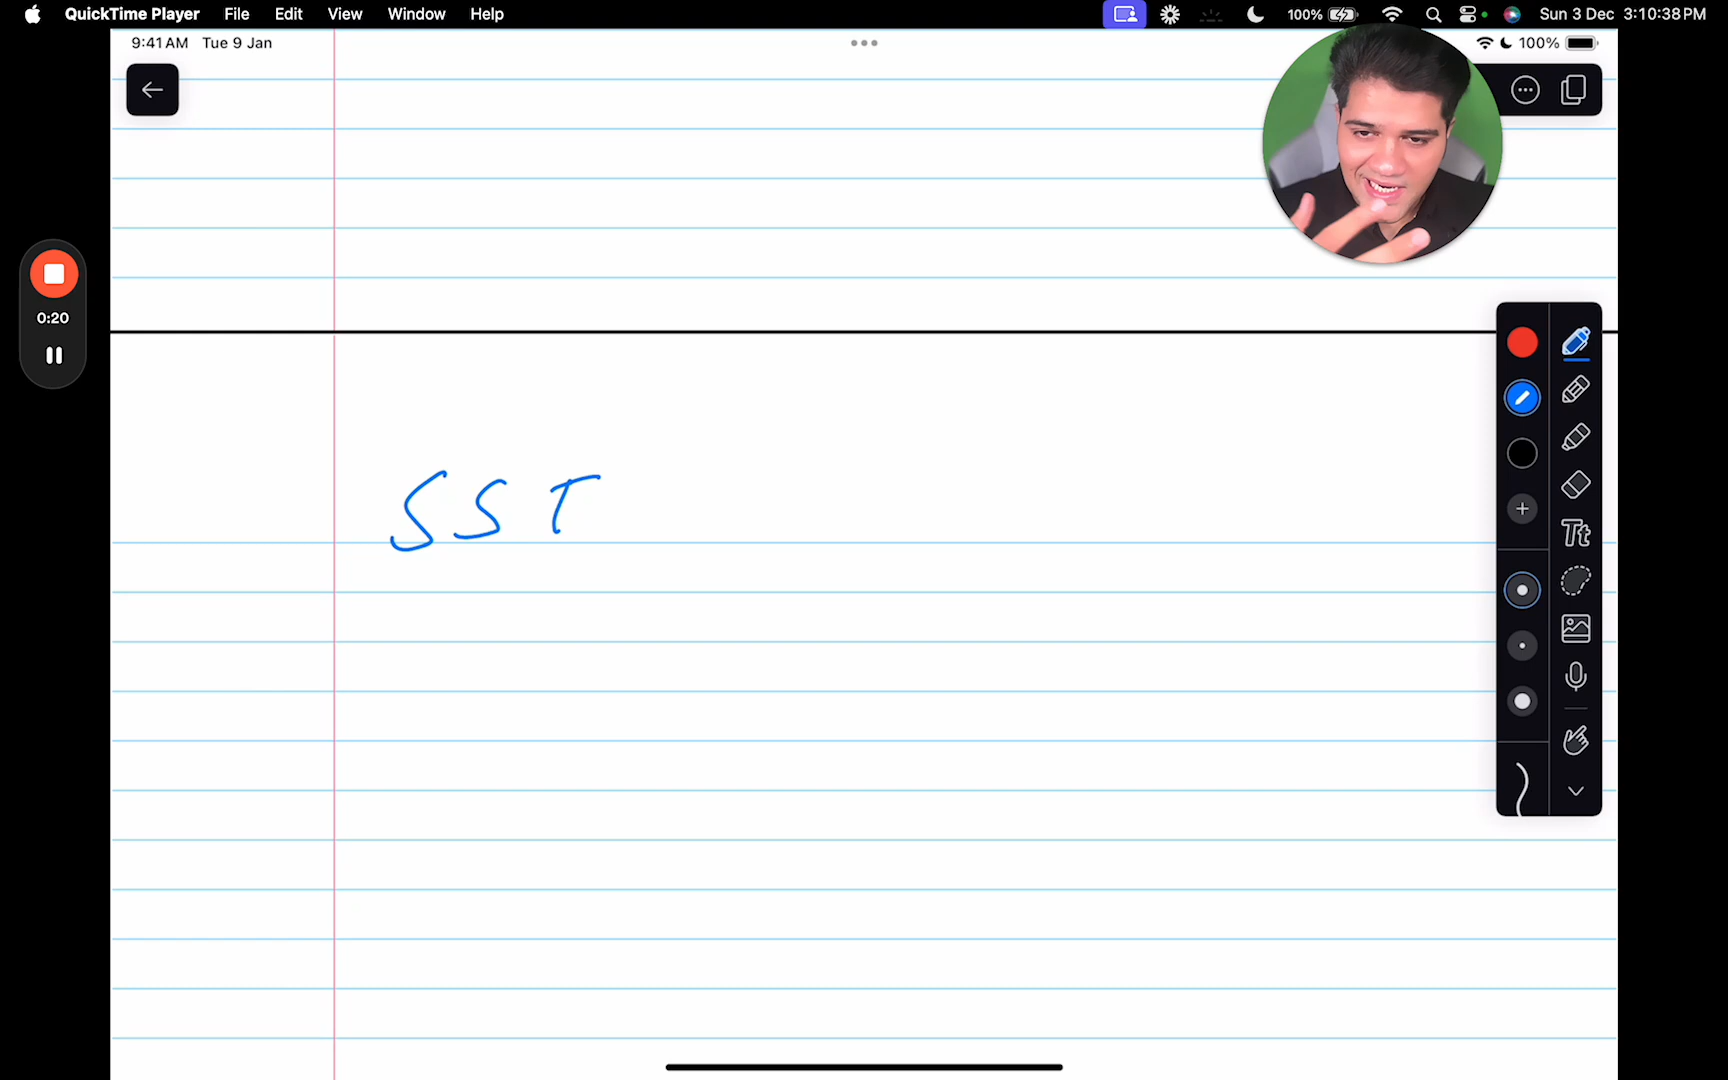 QuickTime Player File Edit View Window Help 100% Sun 3 Dec 3:10:38 PM
9:41 AM Tue 9 Jan 100%
0:20
SST
Tt